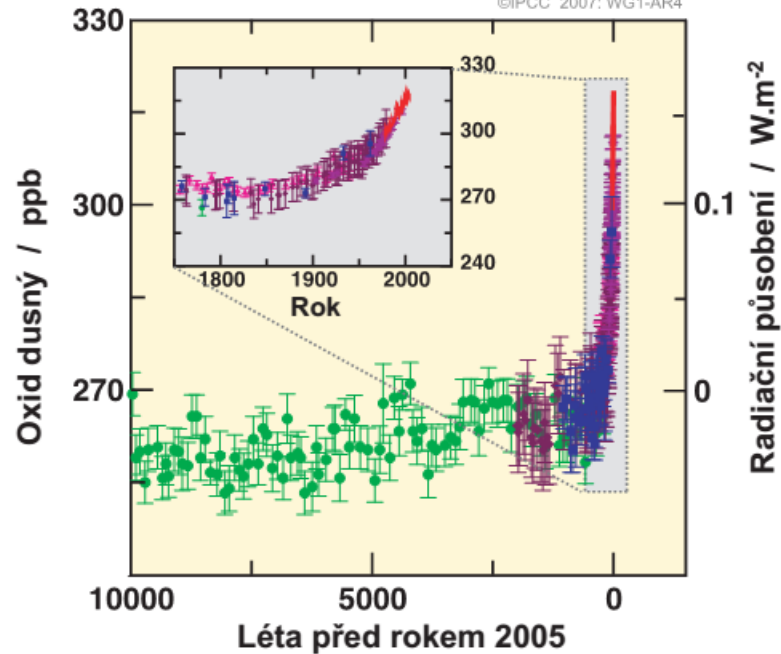 ©IPCC 2007: WG1-AR4
330
300
270
Oxid dusný / ppb
330
300
270
240
1800 1900 2000
Rok
0.1
0
Radiační působení / W.m-2
10000 5000 0
Léta před rokem 2005